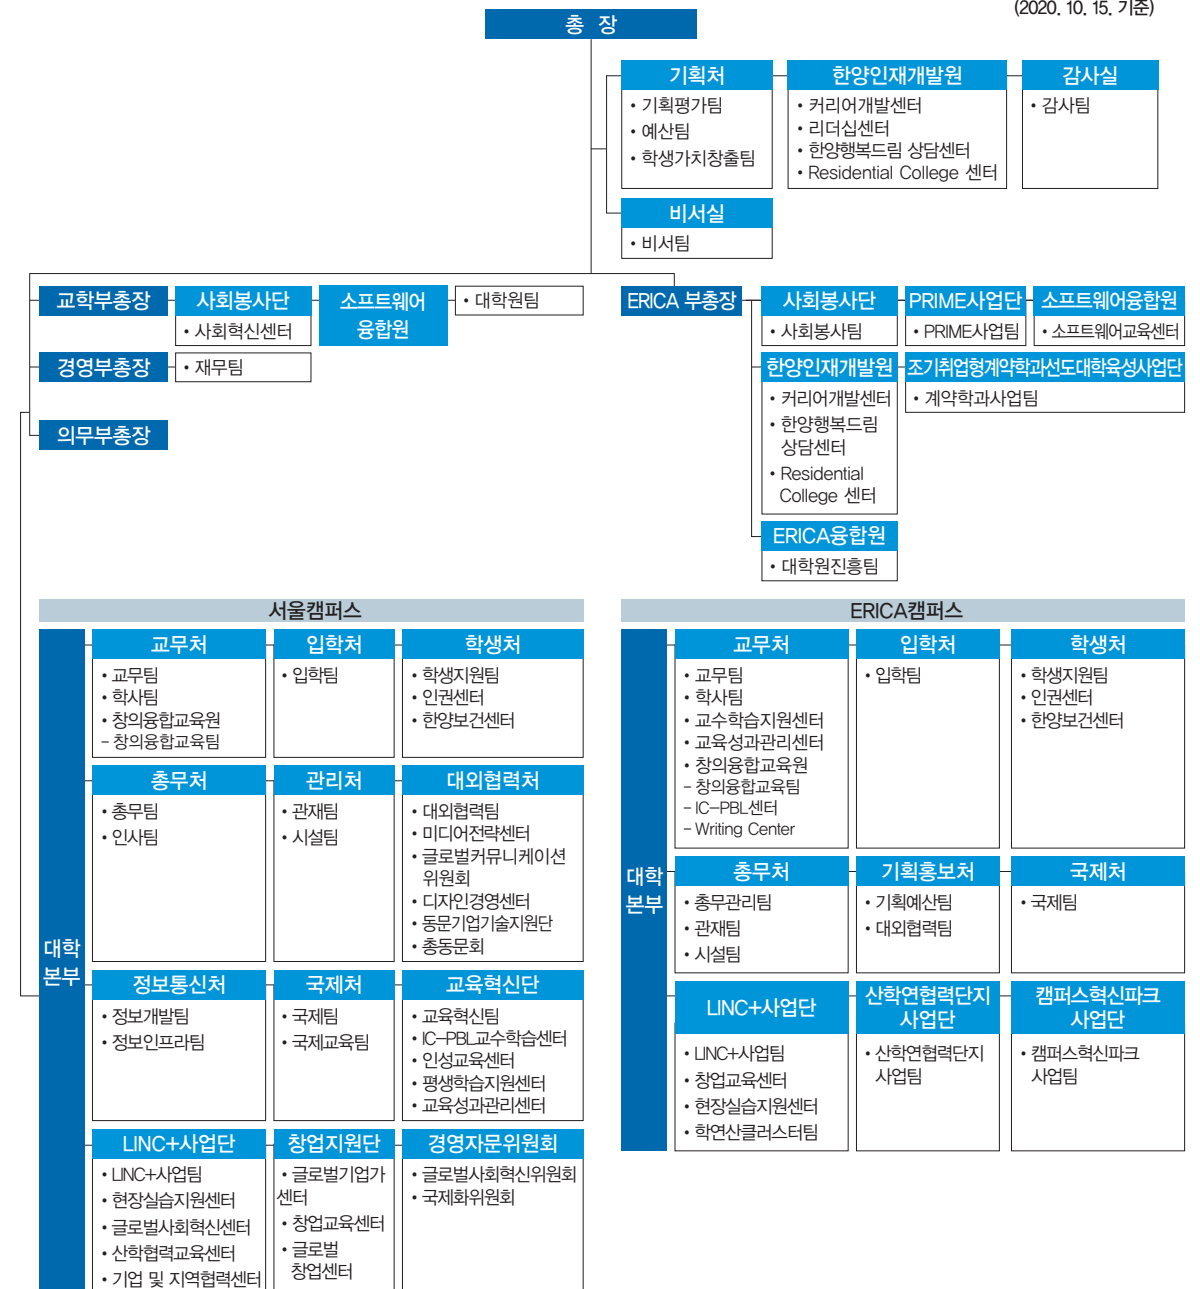 (2020. 10. 15. 기준)
총 장
기획처
• 기획평가팀
• 예산팀
• 학생가치창출팀
한양인재개발원
• 커리어개발센터
• 리더십센터
• 한양행복드림 상담센터
• Residential College 센터
감사실
• 감사팀
비서실
• 비서팀
교학부총장
사회봉사단
• 사회혁신센터
소프트웨어
융합원
• 대학원팀
경영부총장
• 재무팀
의무부총장
ERICA 부총장
사회봉사단
• 사회봉사팀
PRIME사업단
• PRIME사업팀
소프트웨어융합원
• 소프트웨어교육센터
한양인재개발원
• 커리어개발센터
• 한양행복드림
상담센터
• Residential
College 센터
조기취업형계약학과선도대학육성사업단
• 계약학과사업팀
ERICA융합원
• 대학원진흥팀
서울캠퍼스
대학
본부
교무처
• 교무팀
• 학사팀
• 창의융합교육원
– 창의융합교육팀
입학처
• 입학팀
학생처
• 학생지원팀
• 인권센터
• 한양보건센터
총무처
• 총무팀
• 인사팀
관리처
• 관재팀
• 시설팀
대외협력처
• 대외협력팀
• 미디어전략센터
• 글로벌커뮤니케이션
위원회
• 디자인경영센터
• 동문기업기술지원단
• 총동문회
정보통신처
• 정보개발팀
• 정보인프라팀
국제처
• 국제팀
• 국제교육팀
교육혁신단
• 교육혁신팀
• IC–PBL교수학습센터
• 인성교육센터
• 평생학습지원센터
• 교육성과관리센터
LINC+사업단
• LINC+사업팀
• 현장실습지원센터
• 글로벌사회혁신센터
• 산학협력교육센터
• 기업 및 지역협력센터
창업지원단
• 글로벌기업가
센터
• 창업교육센터
• 글로벌
창업센터
경영자문위원회
• 글로벌사회혁신위원회
• 국제화위원회
ERICA캠퍼스
대학
본부
교무처
• 교무팀
• 학사팀
• 교수학습지원센터
• 교육성과관리센터
• 창의융합교육원
– 창의융합교육팀
– IC–PBL센터
– Writing Center
입학처
• 입학팀
학생처
• 학생지원팀
• 인권센터
• 한양보건센터
총무처
• 총무관리팀
• 관재팀
• 시설팀
기획홍보처
• 기획예산팀
• 대외협력팀
국제처
• 국제팀
LINC+사업단
• LINC+사업팀
• 창업교육센터
• 현장실습지원센터
• 학연산클러스터팀
산학연협력단지
사업단
• 산학연협력단지
사업팀
캠퍼스혁신파크
사업단
• 캠퍼스혁신파크
사업팀